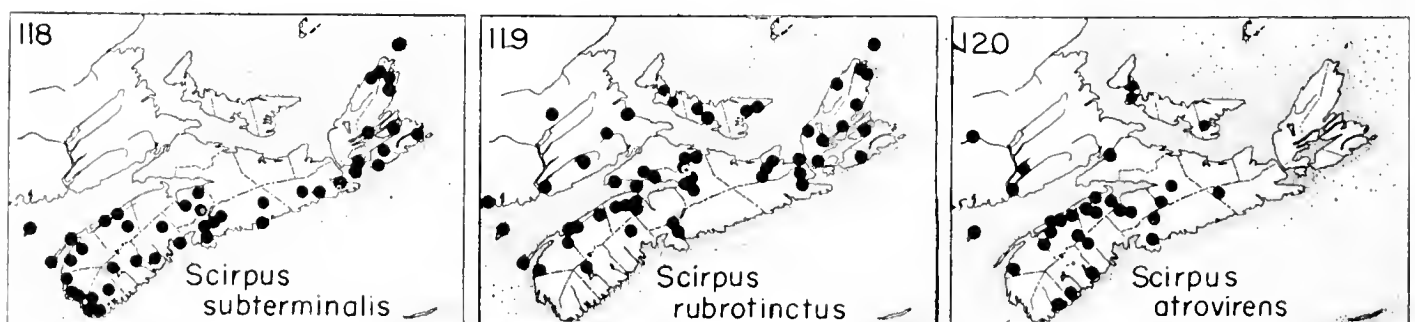 118
Scirpus
subterminalis
119
Scirpus
rubrotinctus
120
Scirpus
atrovirens